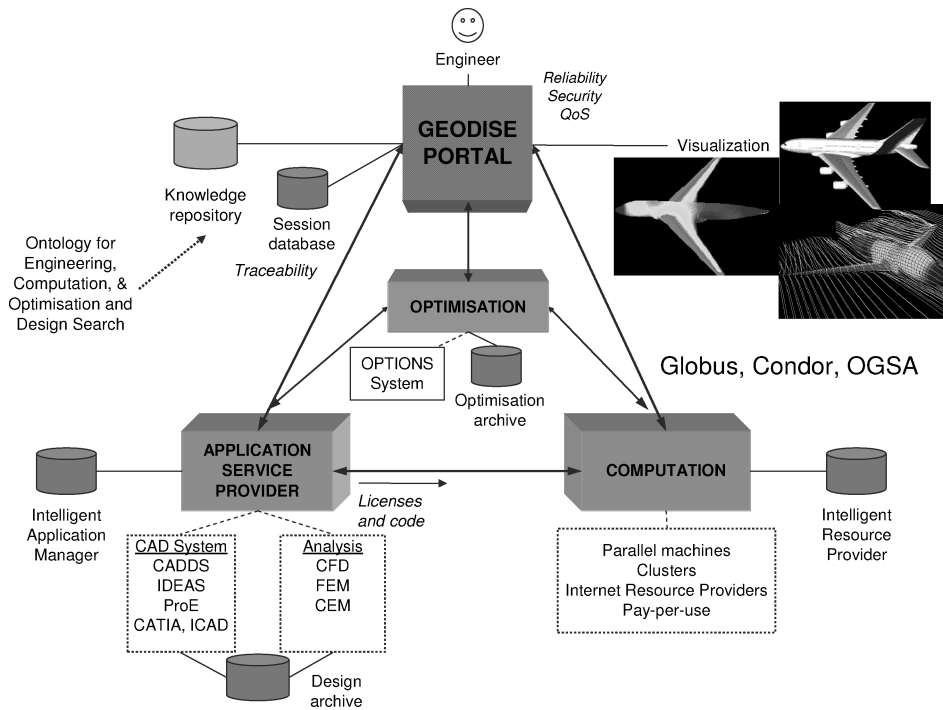 Engineer
Reliability
Security
QoS
GEODISE
PORTAL
Visualization
Knowledge
repository
Session
database
Traceability
Ontology for
Engineering,
Computation, &
Optimisation and
Design Search
OPTIMISATION
OPTIONS
System
Optimisation
archive
Globus, Condor, OGSA
APPLICATION
SERVICE
PROVIDER
COMPUTATION
Licenses
and code
Intelligent
Application
Manager
Intelligent
Resource
Provider
CAD System
CADDS
IDEAS
ProE
CATIA, ICAD
Analysis
CFD
FEM
CEM
Parallel machines
Clusters
Internet Resource Providers
Pay-per-use
Design
archive